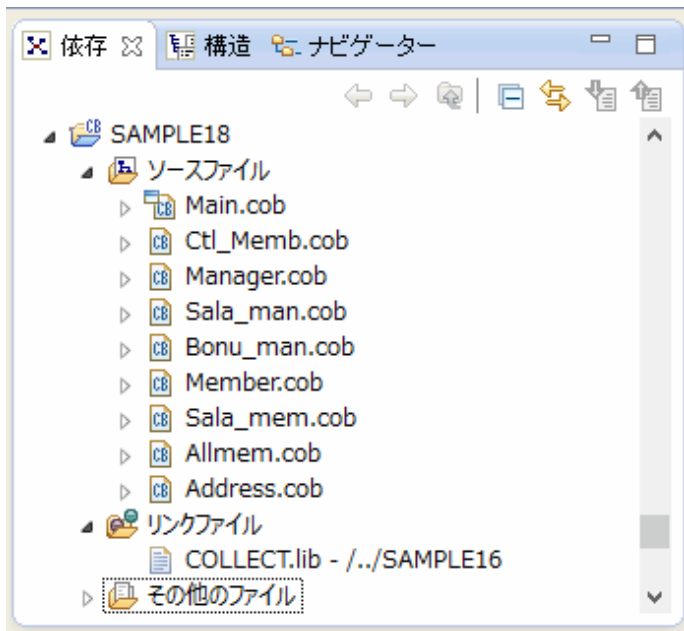 依存 構造 ナビゲーター
SAMPLE18
ソースファイル
Main.cob
Ctl_Memb.cob
Manager.cob
Sala_man.cob
Bonu_man.cob
Member.cob
Sala_mem.cob
Allmem.cob
Address.cob
リンクファイル
COLLECT.lib - /../SAMPLE16
その他のファイル